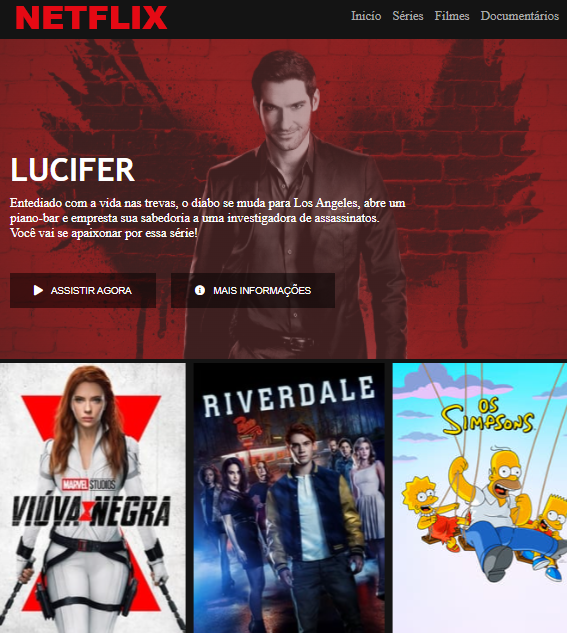 NETFLIX
Inicío Séries Filmes Documentários
LUCIFER
Entediado com a vida nas trevas, o diabo se muda para Los Angeles, abre um
piano-bar e empresta sua sabedoria a uma investigadora de assassinatos.
Você vai se apaixonar por essa série!
ASSISTIR AGORA
MAIS INFORMAÇÕES
MARVEL STUDIOS
VIÚVA NEGRA
RIVERDALE
OS
SIMPSONS